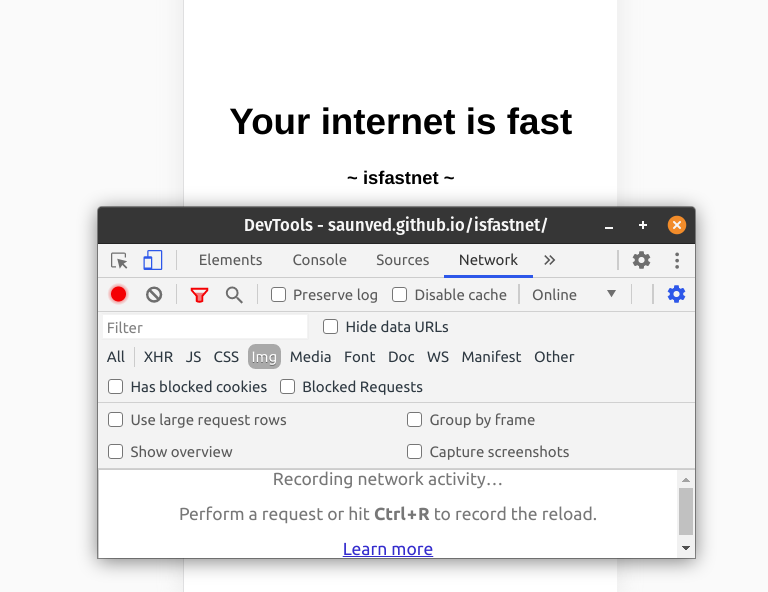 Your internet is fast
~ isfastnet ~
DevTools - saunved.github.io/isfastnet/
Elements Console Sources Network
Preserve log Disable cache Online
Filter Hide data URLs
All XHR JS CSS Img Media Font Doc WS Manifest Other
Has blocked cookies Blocked Requests
Use large request rows Group by frame
Show overview Capture screenshots
Recording network activity…
Perform a request or hit Ctrl+R to record the reload.
Learn more